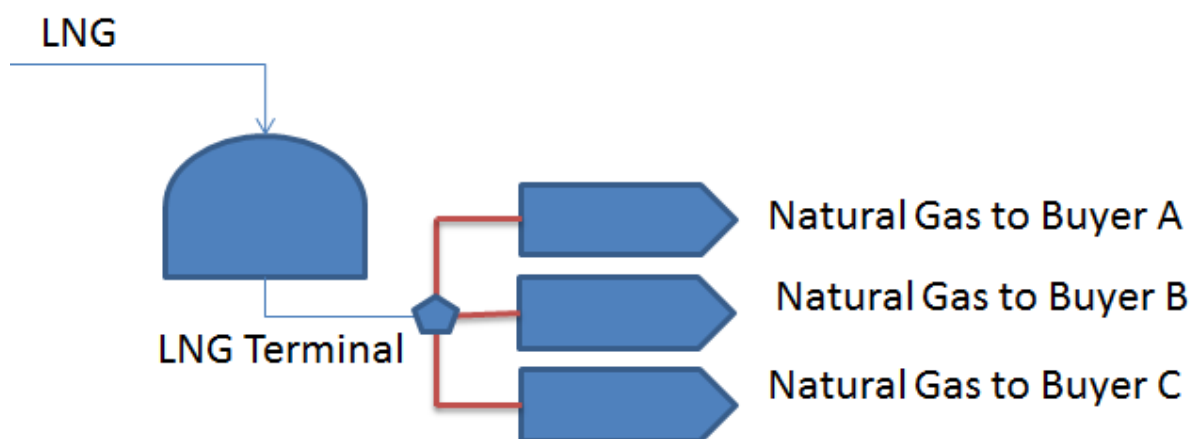 LNG
Natural Gas to Buyer A
Natural Gas to Buyer B
LNG Terminal
Natural Gas to Buyer C